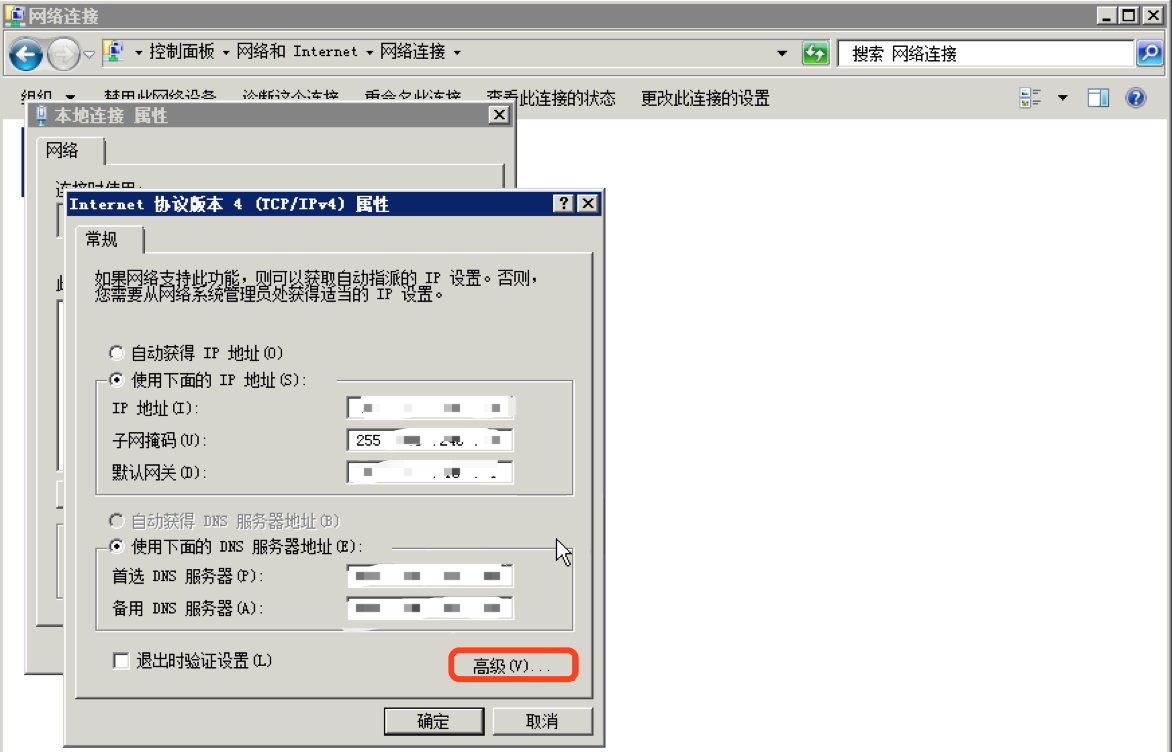 网络连接
控制面板 网络和 Internet 网络连接
搜索 网络连接
组织 禁用此网络设备 诊断这个连接 重命名此连接 查看此连接的状态 更改此连接的设置
本地连接 属性
网络
连接时使用:
Internet 协议版本 4 (TCP/IPv4) 属性
常规
如果网络支持此功能，则可以获取自动指派的 IP 设置。否则，
您需要从网络系统管理员处获得适当的 IP 设置。
自动获得 IP 地址(O)
使用下面的 IP 地址(S):
IP 地址(I):
子网掩码(U):
255
默认网关(D):
自动获得 DNS 服务器地址(B)
使用下面的 DNS 服务器地址(E):
首选 DNS 服务器(P):
备用 DNS 服务器(A):
退出时验证设置(L)
高级(V)...
确定
取消